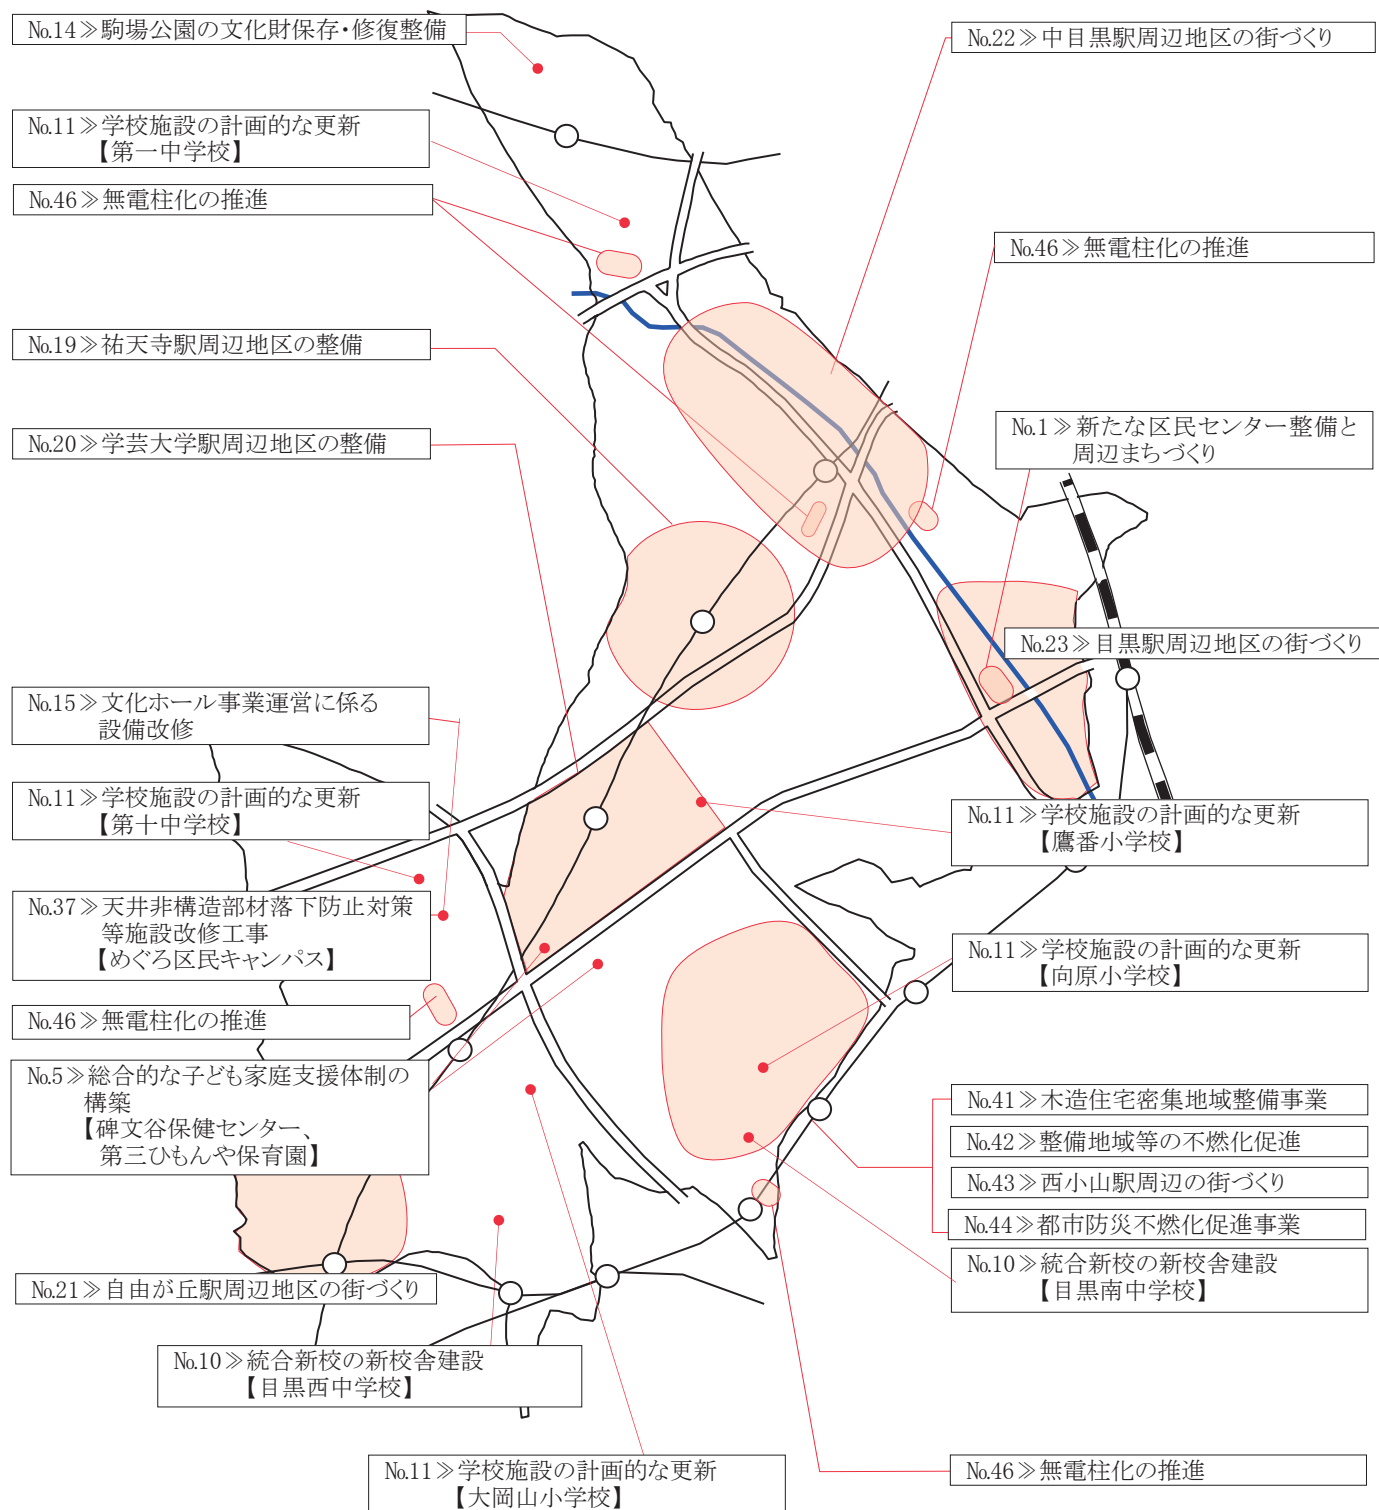 No.14≫駒場公園の文化財保存・修復整備
No.22≫中目黒駅周辺地区の街づくり
No.11≫学校施設の計画的な更新
【第一中学校】
No.46≫無電柱化の推進
No.46≫無電柱化の推進
No.19≫祐天寺駅周辺地区の整備
No.20≫学芸大学駅周辺地区の整備
No.1≫新たな区民センター整備と
周辺まちづくり
No.23≫目黒駅周辺地区の街づくり
No.15≫文化ホール事業運営に係る
設備改修
No.11≫学校施設の計画的な更新
【第十中学校】
No.11≫学校施設の計画的な更新
【鷹番小学校】
No.37≫天井非構造部材落下防止対策
等施設改修工事
【めぐろ区民キャンパス】
No.11≫学校施設の計画的な更新
【向原小学校】
No.46≫無電柱化の推進
No.5≫総合的な子ども家庭支援体制の
構築
【碑文谷保健センター、
第三ひもんや保育園】
No.41≫木造住宅密集地域整備事業
No.42≫整備地域等の不燃化促進
No.43≫西小山駅周辺の街づくり
No.44≫都市防災不燃化促進事業
No.10≫統合新校の新校舎建設
【目黒南中学校】
No.21≫自由が丘駅周辺地区の街づくり
No.10≫統合新校の新校舎建設
【目黒西中学校】
No.11≫学校施設の計画的な更新
【大岡山小学校】
No.46≫無電柱化の推進